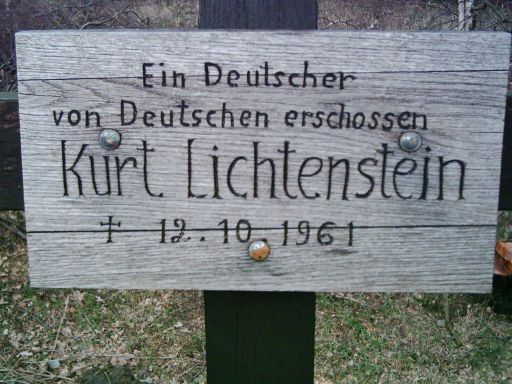 Ein Deutscher
von Deutschen erschossen
Kurt Lichtenstein
† 12.10.1961